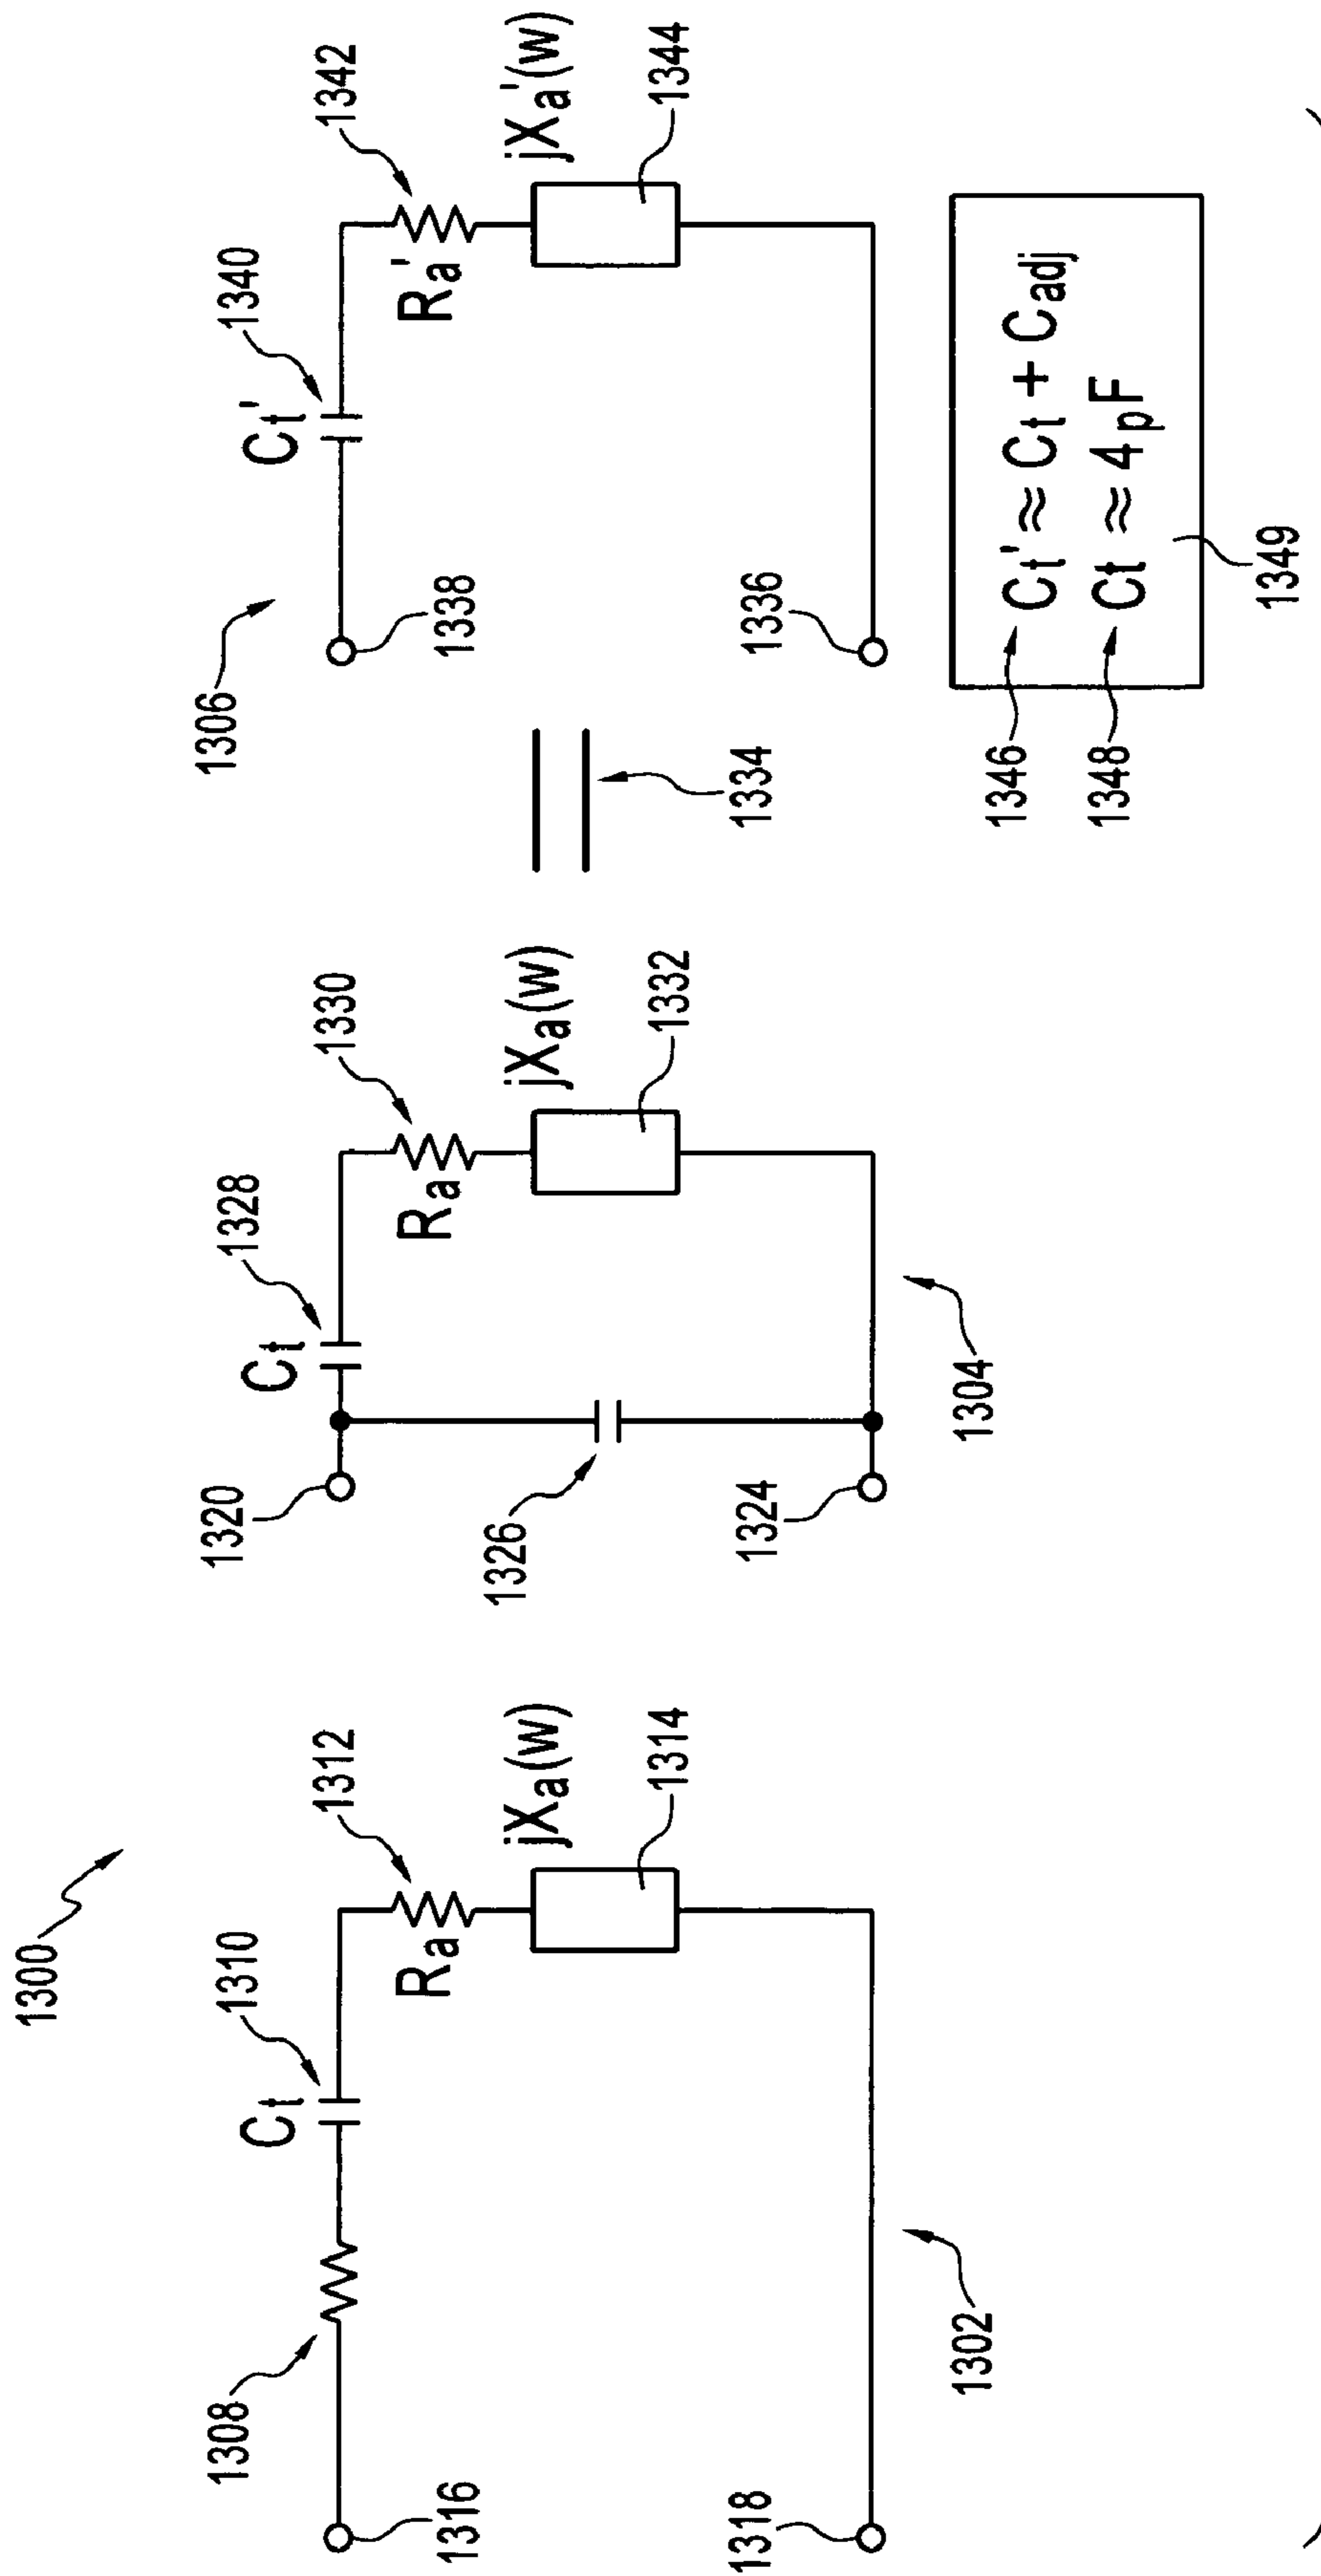 1300
1308
Ct
1310
1312
Ra
jXa(w)
1314
1316
1318
1302
1320
Ct
1328
1330
Ra
jXa(w)
1332
1326
1324
1304
1334
1306
Ct'
1340
1342
Ra'
jXa'(w)
1344
1338
1336
1346
Ct' ≈ Ct + Cadj
1348
Ct ≈ 4pF
1349